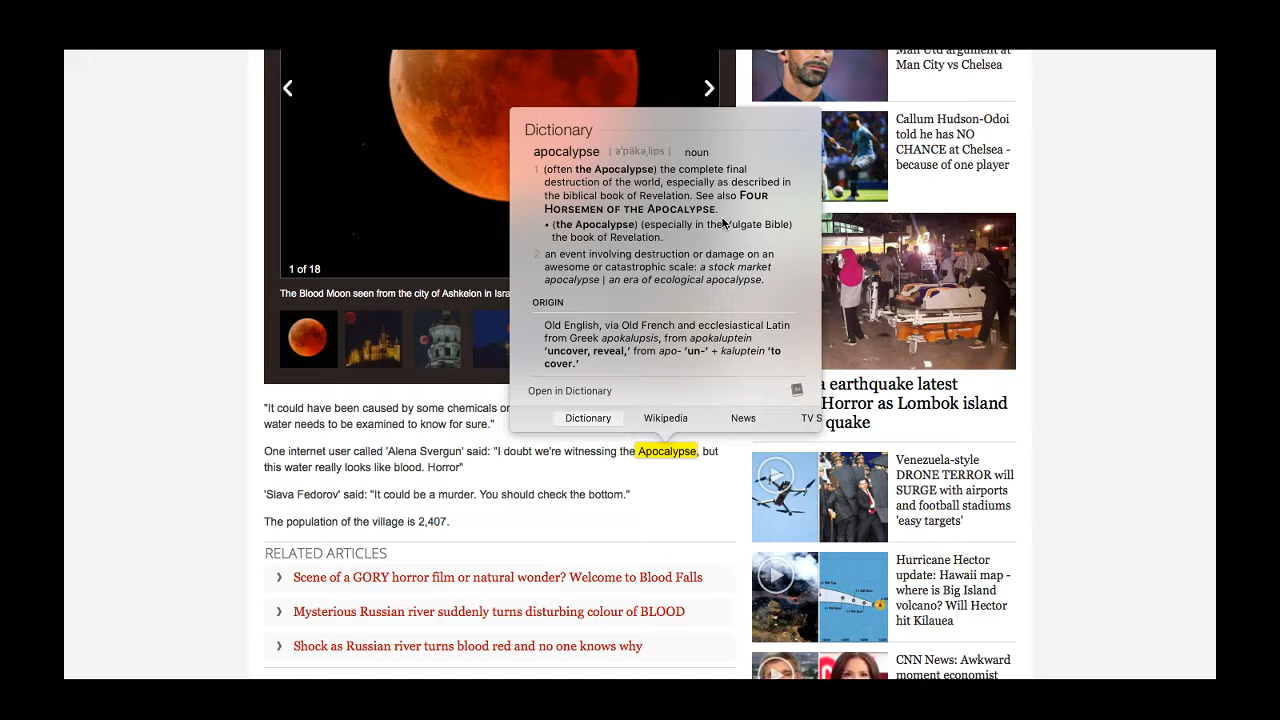 Man Utd argument at
Man City vs Chelsea
Callum Hudson-Odoi
told he has NO
CHANCE at Chelsea -
because of one player
Dictionary
apocalypse | əˈpäkəˌlips | noun
1 (often the Apocalypse) the complete final
destruction of the world, especially as described in
the biblical book of Revelation. See also FOUR
HORSEMEN OF THE APOCALYPSE.
• (the Apocalypse) (especially in the Vulgate Bible)
the book of Revelation.
2 an event involving destruction or damage on an
awesome or catastrophic scale: a stock market
apocalypse | an era of ecological apocalypse.
ORIGIN
Old English, via Old French and ecclesiastical Latin
from Greek apokalupsis, from apokaluptein
‘uncover, reveal,’ from apo- ‘un-’ + kaluptein ‘to
cover.’
Open in Dictionary
Dictionary Wikipedia News TV S
1 of 18
The Blood Moon seen from the city of Ashkelon in Isra
"It could have been caused by some chemicals or
water needs to be examined to know for sure."
One internet user called 'Alena Svergun' said: "I doubt we're witnessing the Apocalypse, but
this water really looks like blood. Horror"
'Slava Fedorov' said: "It could be a murder. You should check the bottom."
The population of the village is 2,407.
RELATED ARTICLES
Scene of a GORY horror film or natural wonder? Welcome to Blood Falls
Mysterious Russian river suddenly turns disturbing colour of BLOOD
Shock as Russian river turns blood red and no one knows why
a earthquake latest
Horror as Lombok island
quake
Venezuela-style
DRONE TERROR will
SURGE with airports
and football stadiums
'easy targets'
Hurricane Hector
update: Hawaii map -
where is Big Island
volcano? Will Hector
hit Kilauea
CNN News: Awkward
moment economist